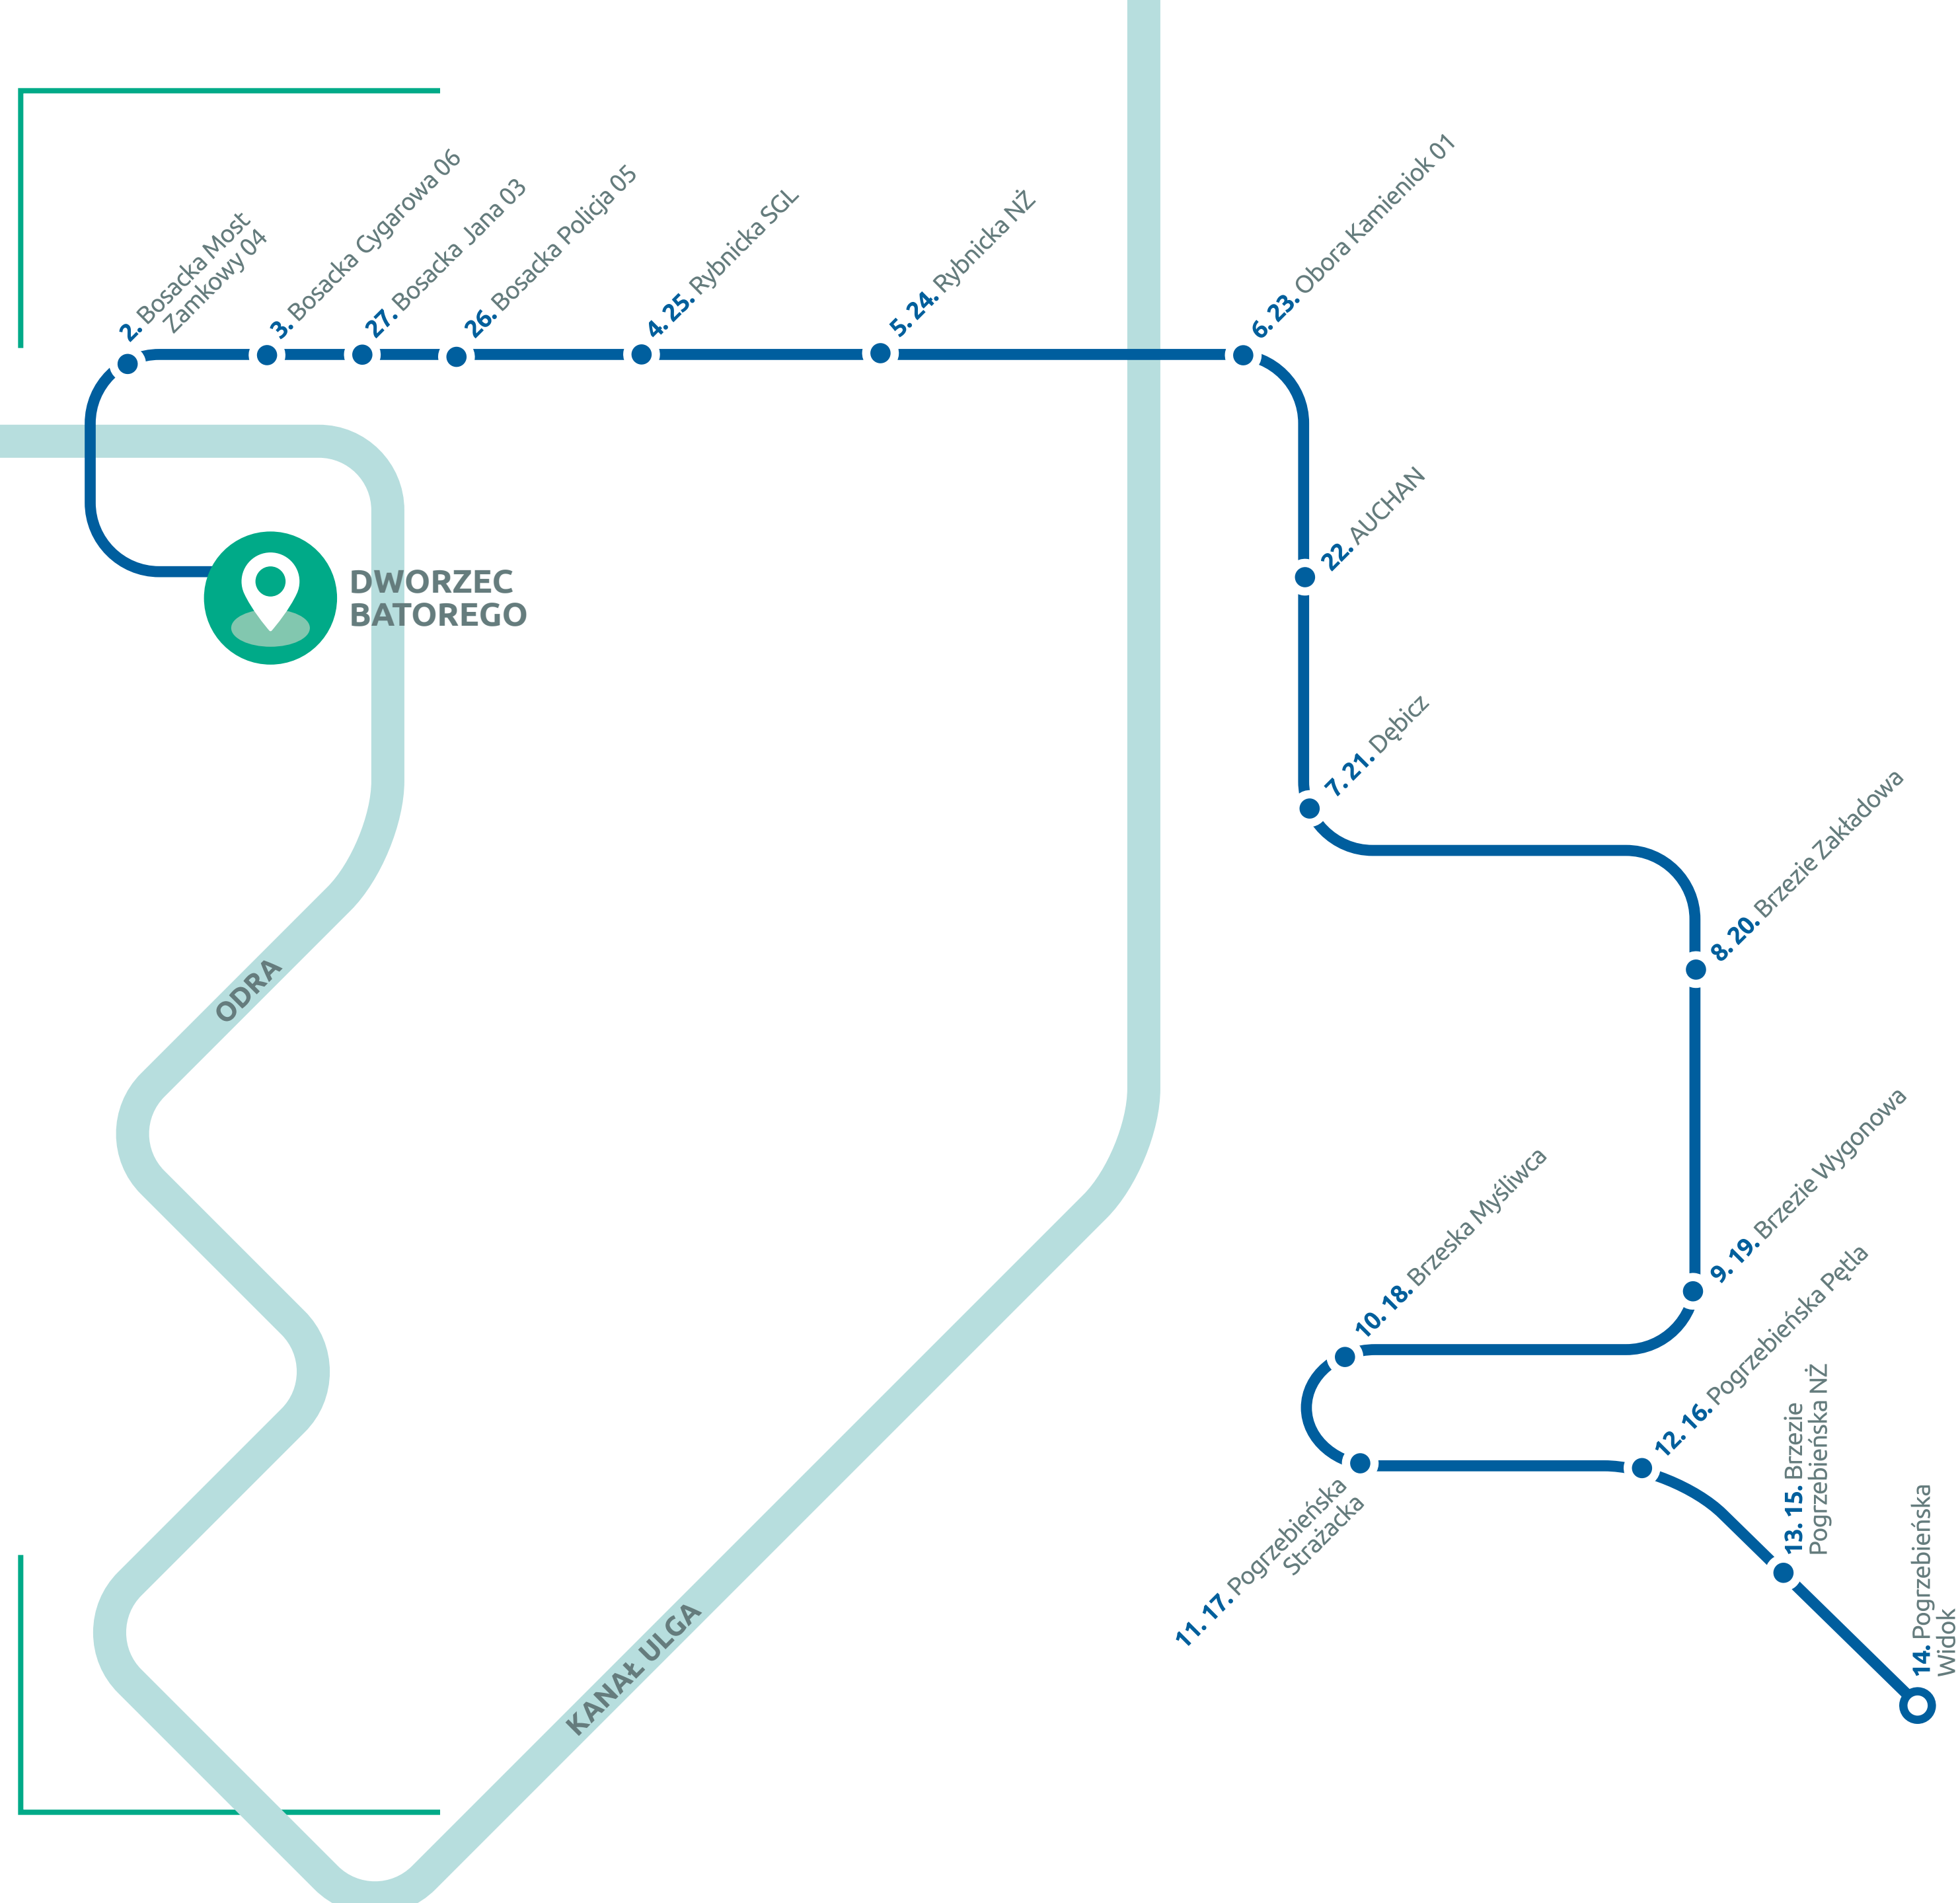 2. Bosacka Most
Zamkowy 04
3. Bosacka Cygarowa 06
27. Bosacka Jana 03
26. Bosacka Policja 05
4. 25. Rybnicka SGL
5. 24. Rybnicka NŻ
6. 23. Obora Kamieniok 01
22. AUCHAN
DWORZEC
BATOREGO
7. 21. Dębicz
8. 20. Brzezie Zakładowa
ODRA
9. 19. Brzezie Wygonowa
10. 18. Brzeska Myśliwca
12. 16. Pogrzebieńska Pętla
13. 15. Brzezie
Pogrzebieńska NŻ
11. 17. Pogrzebieńska
Strażacka
14. Pogrzebieńska
Widok
KANAŁ ULGA